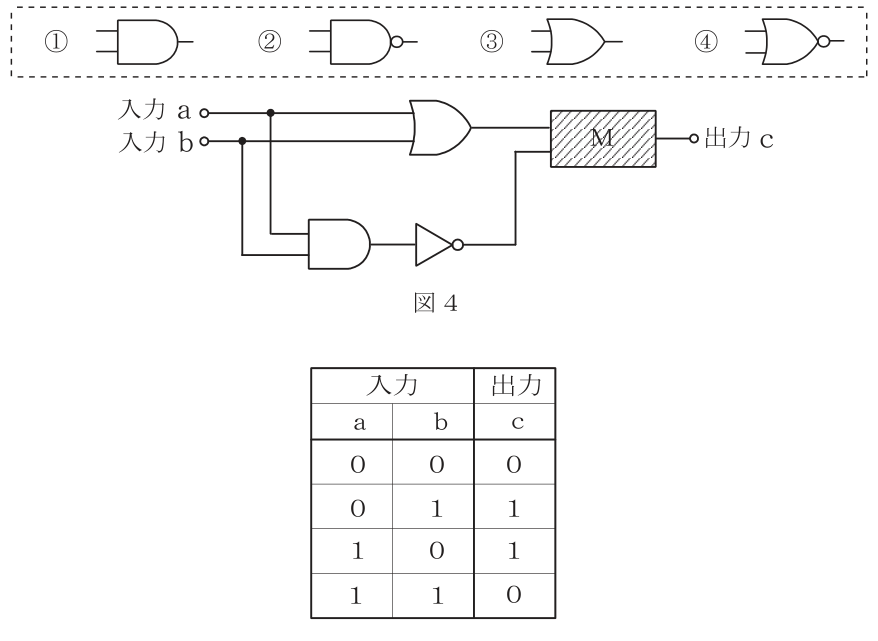 ① ② ③ ④
入力 a
入力 b
M
出力 c
図 4
入力 出力
a b c
0 0 0
0 1 1
1 0 1
1 1 0